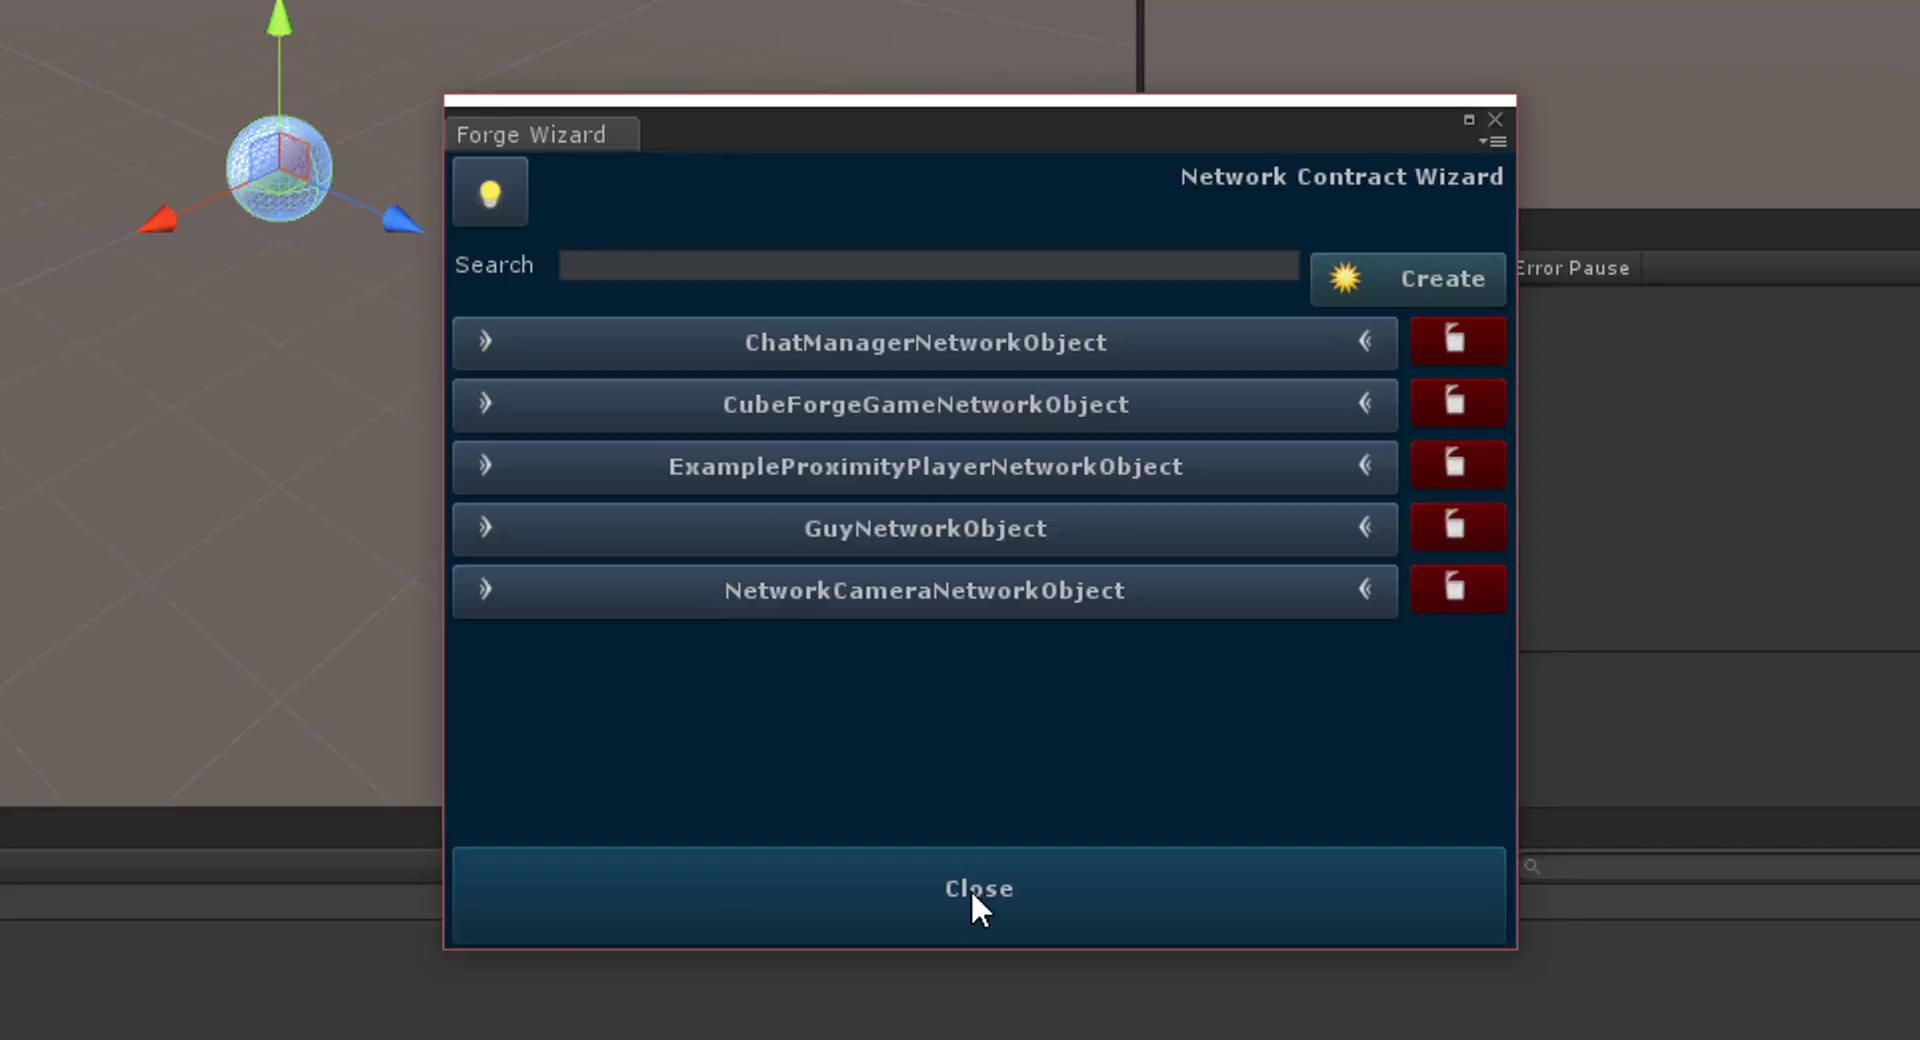 Forge Wizard
Network Contract Wizard
Search
Create
Error Pause
ChatManagerNetworkObject
CubeForgeGameNetworkObject
ExampleProximityPlayerNetworkObject
GuyNetworkObject
NetworkCameraNetworkObject
Close